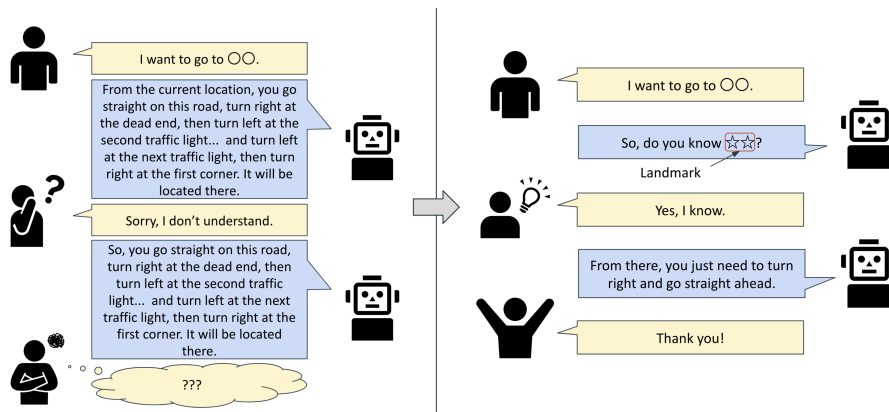 I want to go to ○○.
From the current location, you go
straight on this road, turn right at
the dead end, then turn left at the
second traffic light... and turn left
at the next traffic light, then turn
right at the first corner. It will be
located there.
?
Sorry, I don't understand.
So, you go straight on this road,
turn right at the dead end, then
turn left at the second traffic
light... and turn left at the next
traffic light, then turn right at the
first corner. It will be located
there.
???
I want to go to ○○.
So, do you know ☆☆?
Landmark
Yes, I know.
From there, you just need to turn
right and go straight ahead.
Thank you!